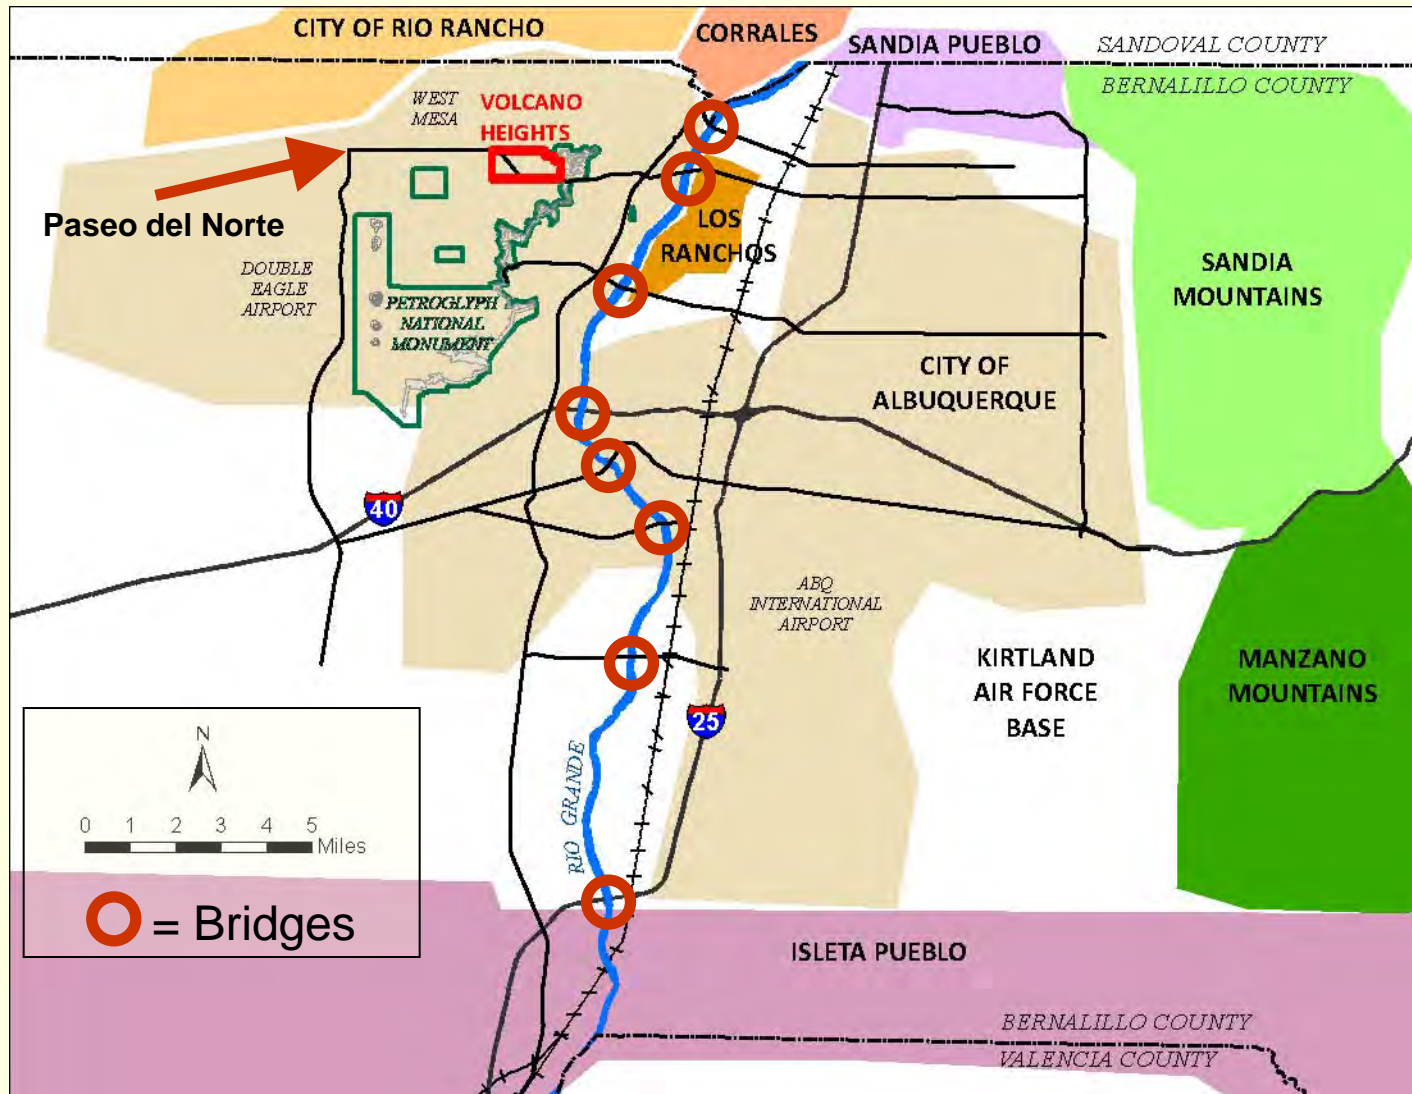 CITY OF RIO RANCHO
CORRALES
SANDIA PUEBLO
SANDOVAL COUNTY
BERNALILLO COUNTY
WEST
MESA
VOLCANO
HEIGHTS
Paseo del Norte
LOS
RANCHOS
DOUBLE
EAGLE
AIRPORT
PETROGLYPH
NATIONAL
MONUMENT
SANDIA
MOUNTAINS
CITY OF
ALBUQUERQUE
40
ABQ
INTERNATIONAL
AIRPORT
KIRTLAND
AIR FORCE
BASE
MANZANO
MOUNTAINS
25
RIO GRANDE
N
0 1 2 3 4 5
Miles
= Bridges
ISLETA PUEBLO
BERNALILLO COUNTY
VALENCIA COUNTY